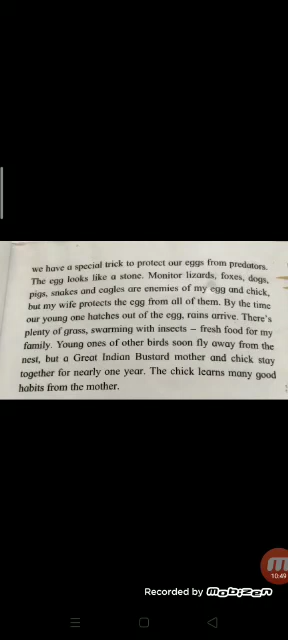 we have a special trick to protect our eggs from predators.
The egg looks like a stone. Monitor lizards, foxes, dogs,
pigs, snakes and eagles are enemies of my egg and chick,
but my wife protects the egg from all of them. By the time
our young one hatches out of the egg, rains arrive. There's
plenty of grass, swarming with insects – fresh food for my
family. Young ones of other birds soon fly away from the
nest, but a Great Indian Bustard mother and chick stay
together for nearly one year. The chick learns many good
habits from the mother.
10:49
Recorded by mobizen